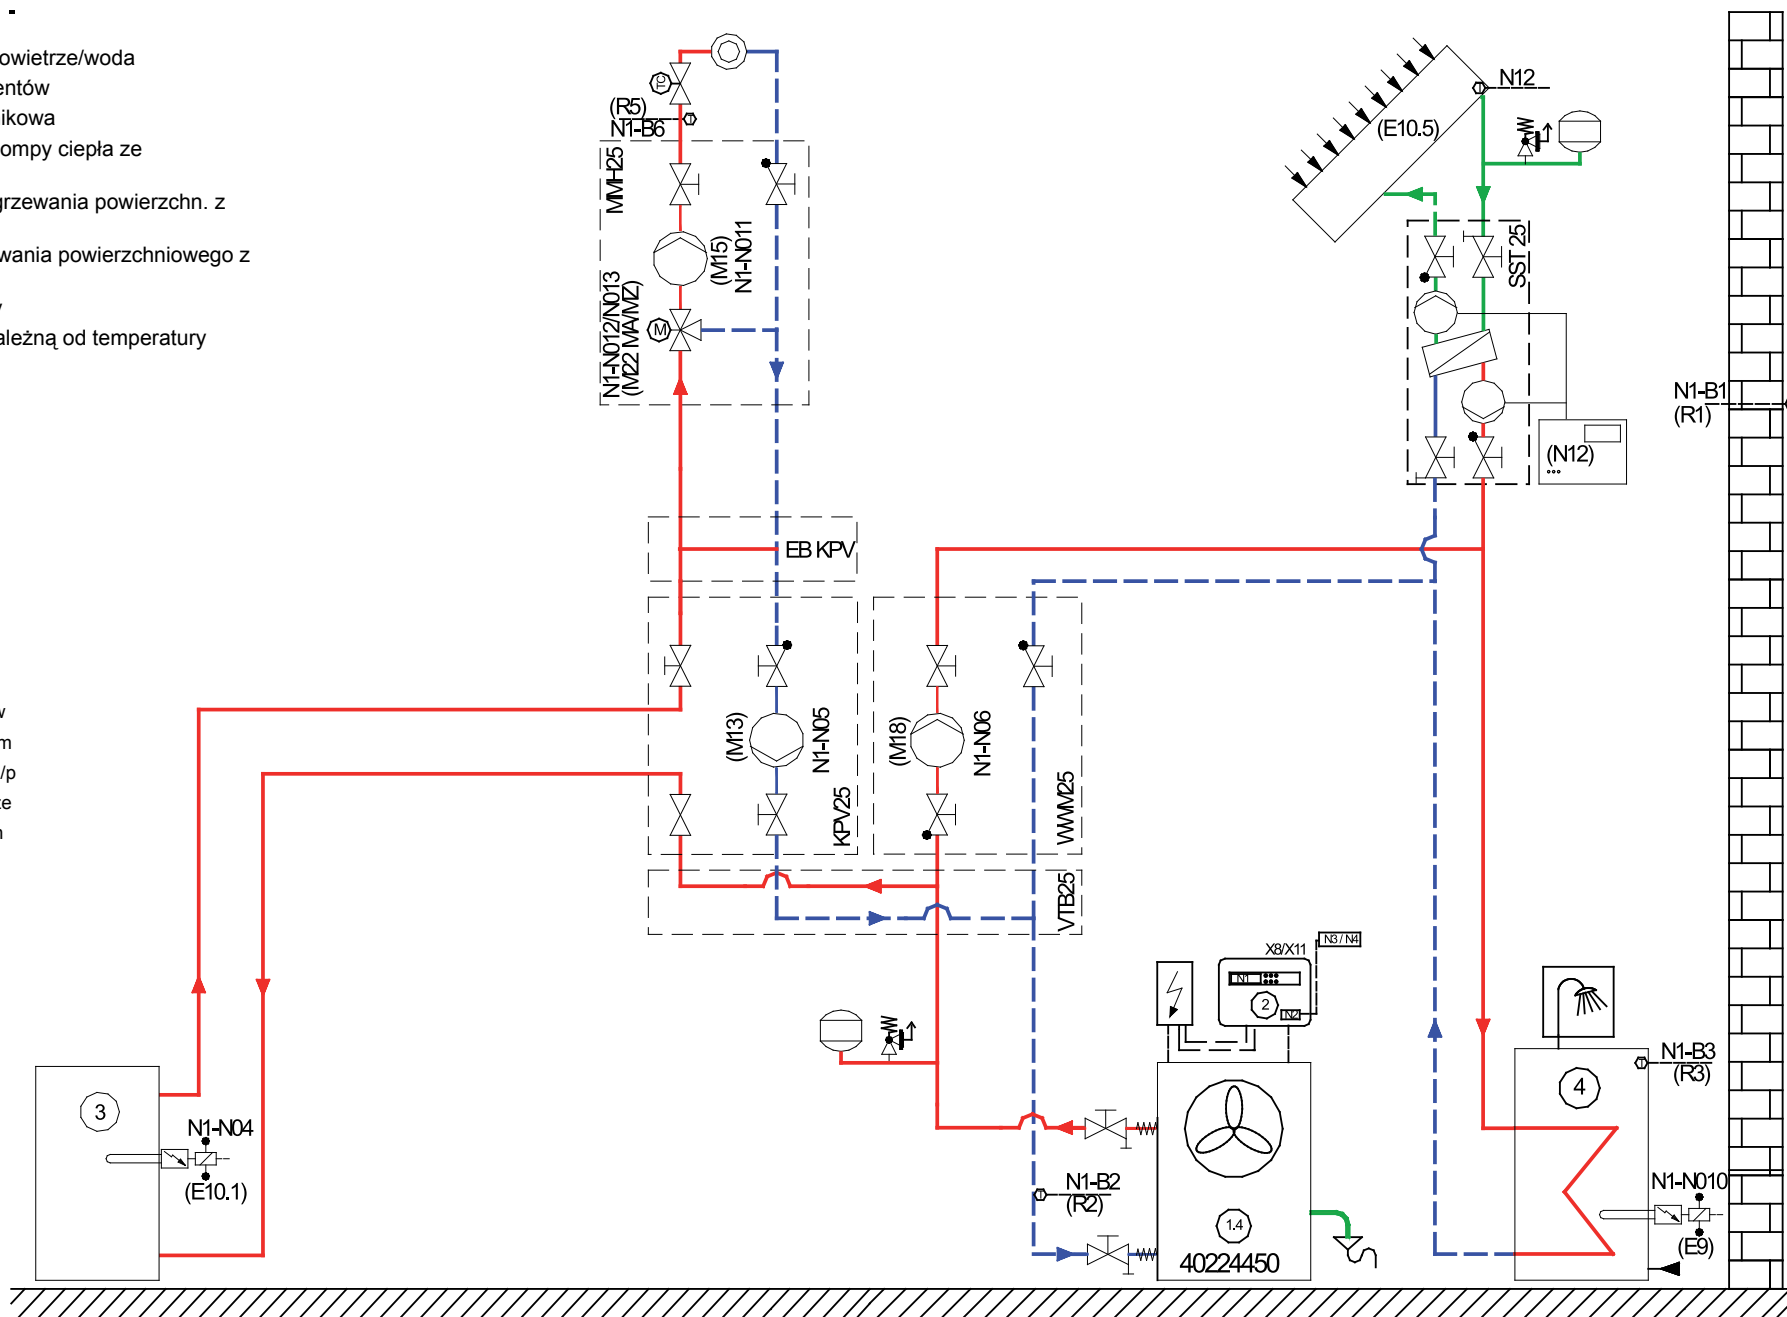 -
owietrze/woda
entów
ikowa
ompy ciepła ze
grzewania powierzchn. z
wania powierzchniowego z
ależną od temperatury
w
m
/p
te
TC
(R5)
N1-B6
MMH25
(M15)
N1-N011
N1-N012/N013
(M22 MA/MZ)
M
EB KPV
(M13)
N1-N05
KPV25
(M18)
N1-N06
WWM25
VTB25
N12
(E10.5)
SST 25
(N12)
N1-B1
(R1)
3
N1-N04
(E10.1)
X8/X11
N3 / N4
N1
2
N2
N1-B2
(R2)
1.4
40224450
4
N1-B3
(R3)
N1-N010
(E9)